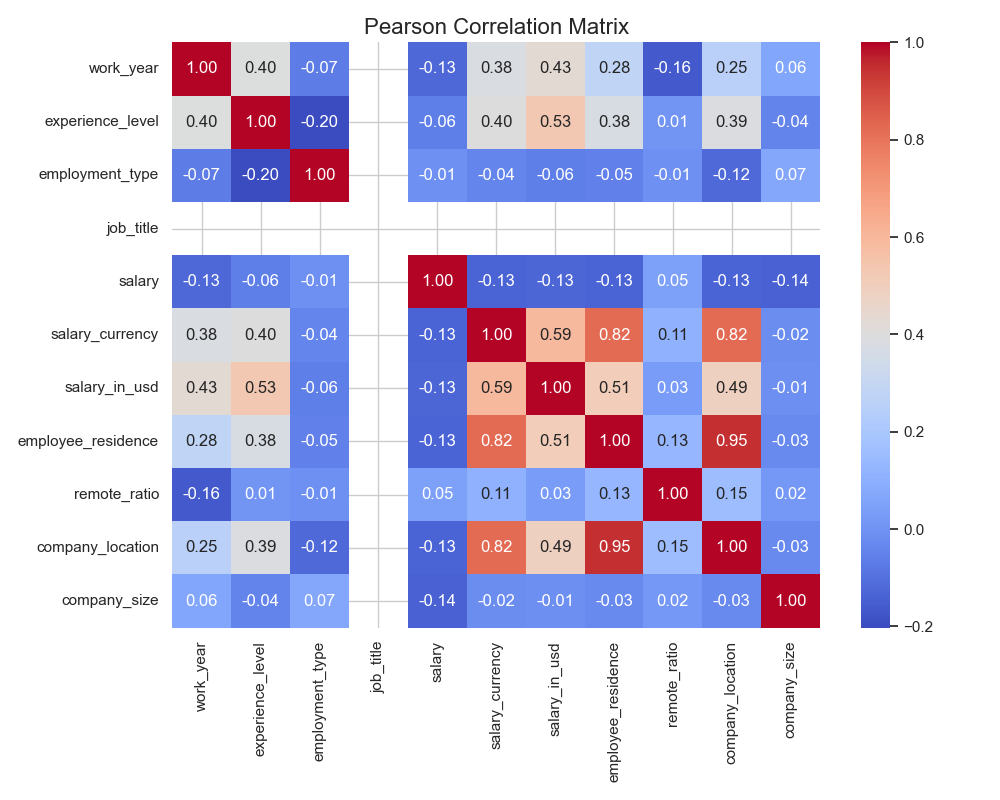 Pearson Correlation Matrix
work_year 1.00 0.40 -0.07 -0.13 0.38 0.43 0.28 -0.16 0.25 0.06
experience_level 0.40 1.00 -0.20 -0.06 0.40 0.53 0.38 0.01 0.39 -0.04
employment_type -0.07 -0.20 1.00 -0.01 -0.04 -0.06 -0.05 -0.01 -0.12 0.07
job_title
salary -0.13 -0.06 -0.01 1.00 -0.13 -0.13 -0.13 0.05 -0.13 -0.14
salary_currency 0.38 0.40 -0.04 -0.13 1.00 0.59 0.82 0.11 0.82 -0.02
salary_in_usd 0.43 0.53 -0.06 -0.13 0.59 1.00 0.51 0.03 0.49 -0.01
employee_residence 0.28 0.38 -0.05 -0.13 0.82 0.51 1.00 0.13 0.95 -0.03
remote_ratio -0.16 0.01 -0.01 0.05 0.11 0.03 0.13 1.00 0.15 0.02
company_location 0.25 0.39 -0.12 -0.13 0.82 0.49 0.95 0.15 1.00 -0.03
company_size 0.06 -0.04 0.07 -0.14 -0.02 -0.01 -0.03 0.02 -0.03 1.00
work_year
experience_level
employment_type
job_title
salary
salary_currency
salary_in_usd
employee_residence
remote_ratio
company_location
company_size
1.0
0.8
0.6
0.4
0.2
0.0
−0.2